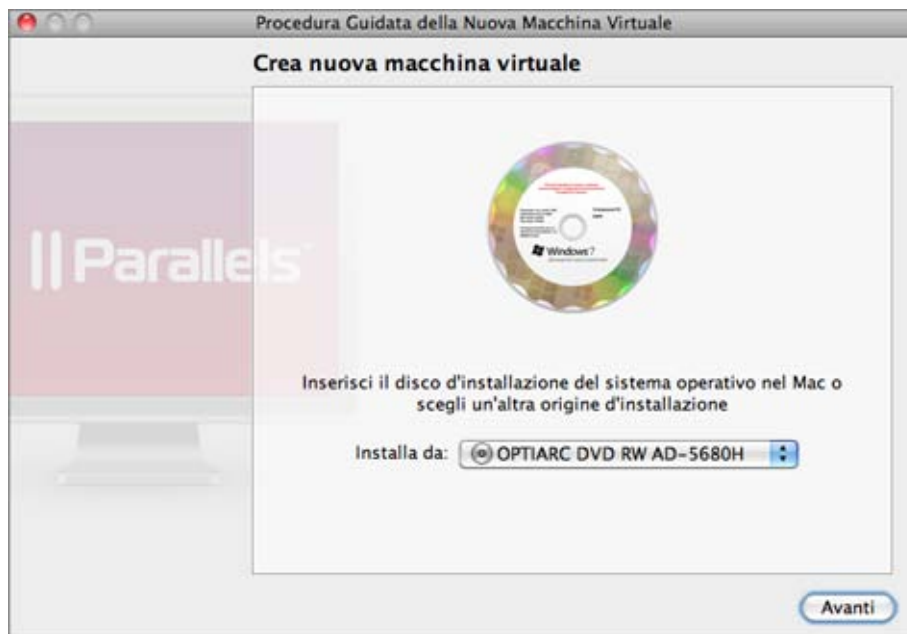 Procedura Guidata della Nuova Macchina Virtuale
Crea nuova macchina virtuale
Parallels
Windows 7
Inserisci il disco d'installazione del sistema operativo nel Mac o
scegli un'altra origine d'installazione
Installa da: OPTIARC DVD RW AD-5680H
Avanti